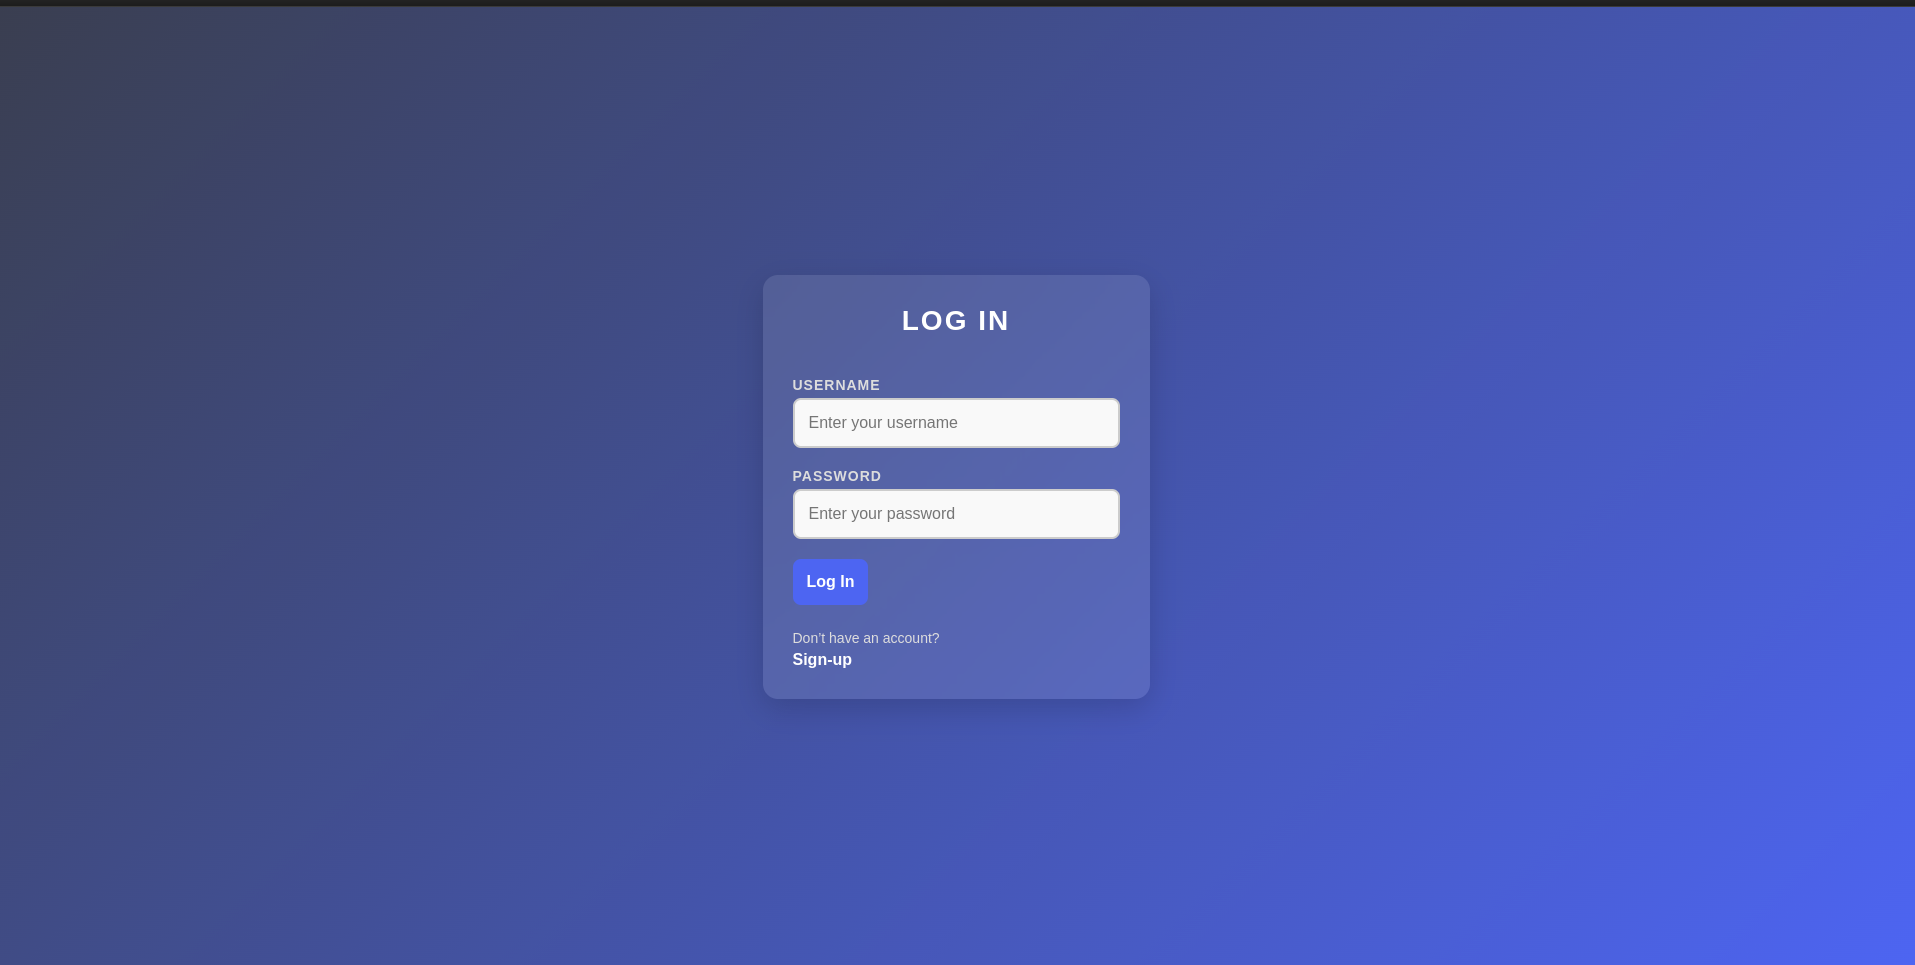 LOG IN
USERNAME
Enter your username
PASSWORD
Enter your password
Log In
Don't have an account?
Sign-up